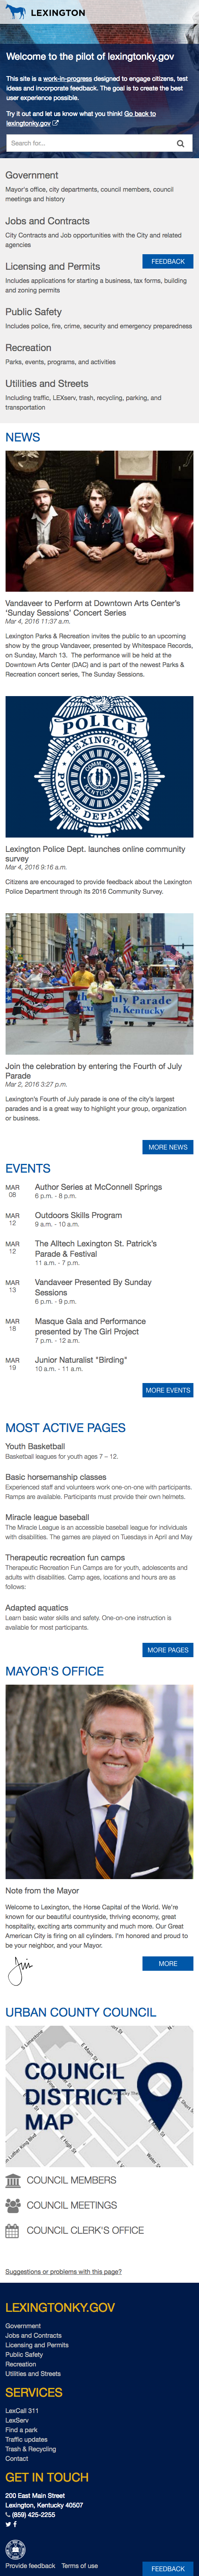 LEXINGTON
Welcome to the pilot of lexingtonky.gov
This site is a work-in-progress designed to engage citizens, test
ideas and incorporate feedback. The goal is to create the best
user experience possible.
Try it out and let us know what you think! Go back to
lexingtonky.gov
Search for...
Government
Mayor's office, city departments, council members, council
meetings and history
Jobs and Contracts
City Contracts and Job opportunities with the City and related
agencies
FEEDBACK
Licensing and Permits
Includes applications for starting a business, tax forms, building
and zoning permits
Public Safety
Includes police, fire, crime, security and emergency preparedness
Recreation
Parks, events, programs, and activities
Utilities and Streets
Including traffic, LEXserv, trash, recycling, parking, and
transportation
NEWS
Vandaveer to Perform at Downtown Arts Center's
'Sunday Sessions' Concert Series
Mar 4, 2016 11:37 a.m.
Lexington Parks & Recreation invites the public to an upcoming
show by the group Vandaveer, presented by Whitespace Records,
on Sunday, March 13. The performance will be held at the
Downtown Arts Center (DAC) and is part of the newest Parks &
Recreation concert series, The Sunday Sessions.
POLICE
LEXINGTON
POLICE DEPARTMENT
Lexington Police Dept. launches online community
survey
Mar 4, 2016 9:16 a.m.
Citizens are encouraged to provide feedback about the Lexington
Police Department through its 2016 Community Survey.
July Parade
Kentucky
Join the celebration by entering the Fourth of July
Parade
Mar 2, 2016 3:27 p.m.
Lexington's Fourth of July parade is one of the city's largest
parades and is a great way to highlight your group, organization
or business.
MORE NEWS
EVENTS
MAR
08
Author Series at McConnell Springs
6 p.m. - 8 p.m.
MAR
12
Outdoors Skills Program
9 a.m. - 10 a.m.
MAR
12
The Alltech Lexington St. Patrick's
Parade & Festival
11 a.m. - 7 p.m.
MAR
13
Vandaveer Presented By Sunday
Sessions
6 p.m. - 9 p.m.
MAR
18
Masque Gala and Performance
presented by The Girl Project
7 p.m. - 12 a.m.
MAR
19
Junior Naturalist "Birding"
10 a.m. - 11 a.m.
MORE EVENTS
MOST ACTIVE PAGES
Youth Basketball
Basketball leagues for youth ages 7 – 12.
Basic horsemanship classes
Experienced staff and volunteers work one-on-one with participants.
Ramps are available. Participants must provide their own helmets.
Miracle league baseball
The Miracle League is an accessible baseball league for individuals
with disabilities. The games are played on Tuesdays in April and May
Therapeutic recreation fun camps
Therapeutic Recreation Fun Camps are for youth, adolescents and
adults with disabilities. Camp ages, locations and hours are as
follows:
Adapted aquatics
Learn basic water skills and safety. One-on-one instruction is
available for most participants.
MORE PAGES
MAYOR'S OFFICE
Note from the Mayor
Welcome to Lexington, the Horse Capital of the World. We're
known for our beautiful countryside, thriving economy, great
hospitality, exciting arts community and much more. Our Great
American City is firing on all cylinders. I'm honored and proud to
be your neighbor, and your Mayor.
Jim
MORE
URBAN COUNTY COUNCIL
S Limestone
E Main St
E High St
Water St
COUNCIL
DISTRICT
MAP
COUNCIL MEMBERS
COUNCIL MEETINGS
COUNCIL CLERK'S OFFICE
Suggestions or problems with this page?
LEXINGTONKY.GOV
Government
Jobs and Contracts
Licensing and Permits
Public Safety
Recreation
Utilities and Streets
SERVICES
LexCall 311
LexServ
Find a park
Traffic updates
Trash & Recycling
Contact
GET IN TOUCH
200 East Main Street
Lexington, Kentucky 40507
(859) 425-2255
Provide feedback Terms of use
FEEDBACK